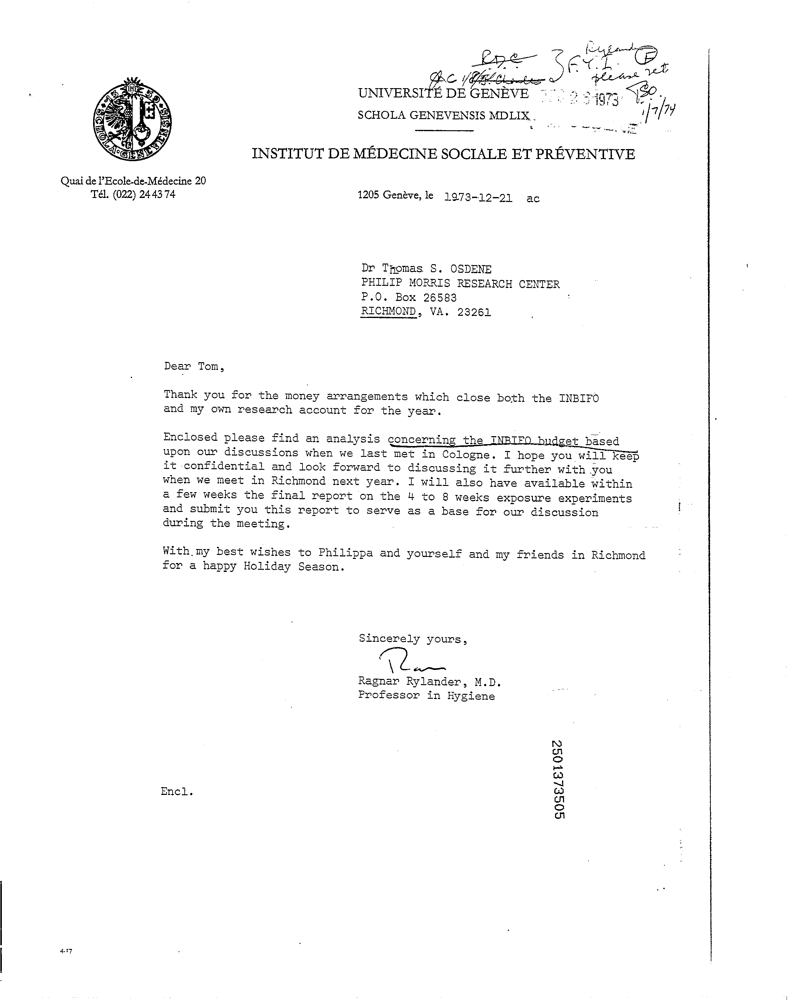 Rylander
RDC
3 F.Y.I.
please ret
TSO.
1/7/74
UNIVERSITÉ DE GENÈVE
1973
SCHOLA GENEVENSIS MDLIX
INSTITUT DE MÉDECINE SOCIALE ET PRÉVENTIVE
Quai de l'Ecole-de-Médecine 20
Tél. (022) 24 43 74
1205 Genève, le 1973-12-21 ac
Dr Thomas S. OSDENE
PHILIP MORRIS RESEARCH CENTER
P.O. Box 26583
RICHMOND, VA. 23261
Dear Tom,
Thank you for the money arrangements which close both the INBIFO
and my own research account for the year.
Enclosed please find an analysis concerning the INBIFO budget based
upon our discussions when we last met in Cologne. I hope you will keep
it confidential and look forward to discussing it further with you
when we meet in Richmond next year. I will also have available within
a few weeks the final report on the 4 to 8 weeks exposure experiments
and submit you this report to serve as a base for our discussion
during the meeting.
With my best wishes to Philippa and yourself and my friends in Richmond
for a happy Holiday Season.
Sincerely yours,
Ragnar Rylander, M.D.
Professor in Hygiene
2501373505
Encl.
4-17